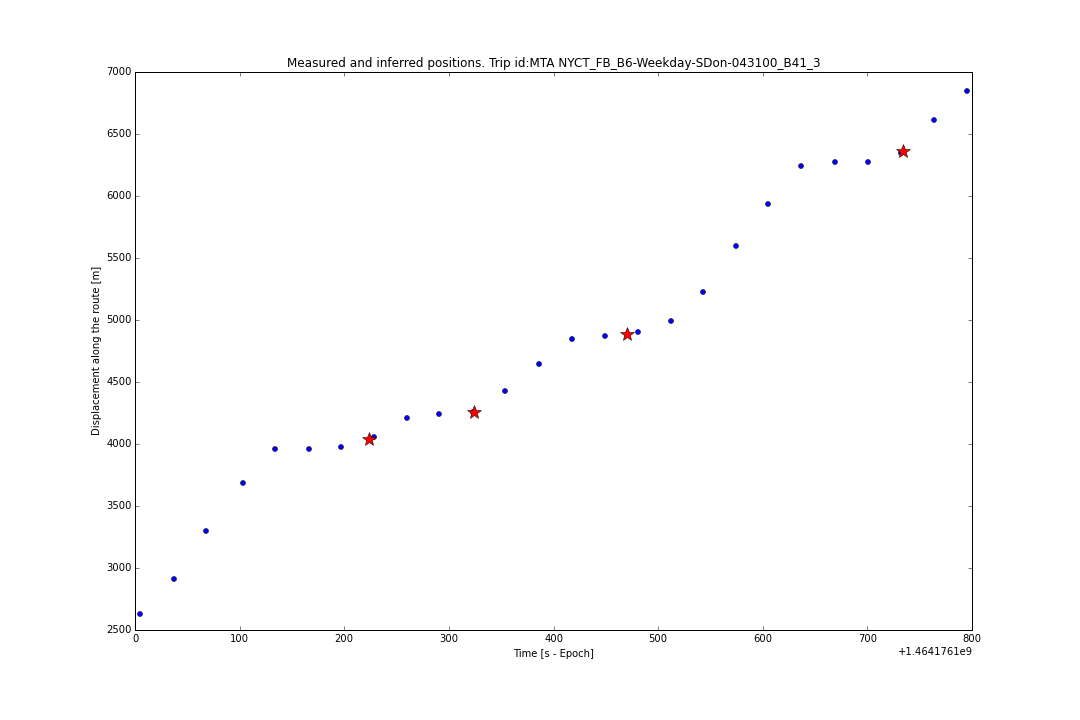 Measured and inferred positions. Trip id:MTA NYCT_FB_B6-Weekday-SDon-043100_B41_3
7000
6500
6000
5500
5000
4500
4000
3500
3000
2500
Displacement along the route [m]
0 100 200 300 400 500 600 700 800
Time [s - Epoch]
+1.4641761e9